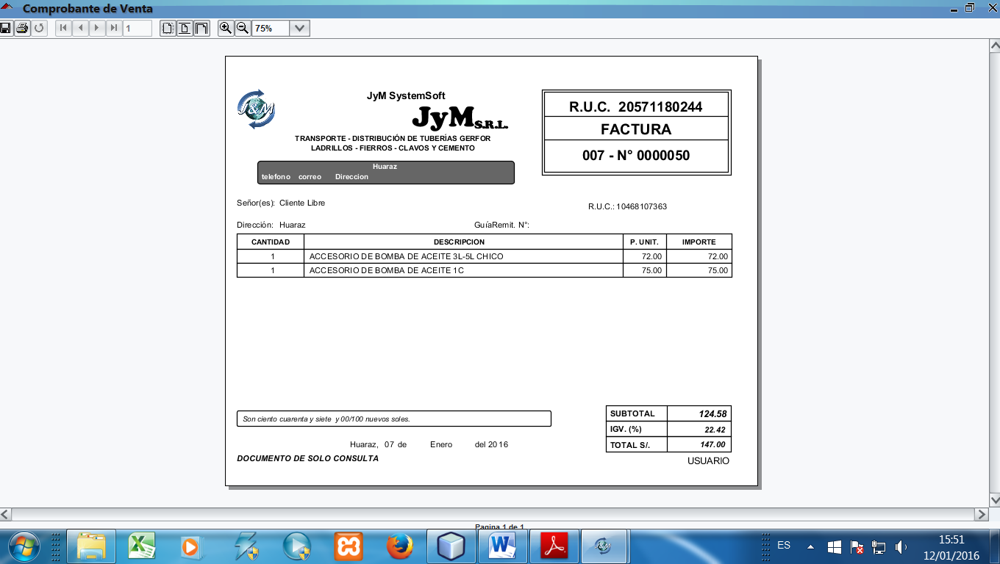 Comprobante de Venta
1
75%
JyM SystemSoft
J&M
JyM S.R.L.
TRANSPORTE - DISTRIBUCIÓN DE TUBERÍAS GERFOR
LADRILLOS - FIERROS - CLAVOS Y CEMENTO
Huaraz
telefono correo Direccion
R.U.C. 20571180244
FACTURA
007 - N° 0000050
Señor(es): Cliente Libre
R.U.C.: 10468107363
Dirección: Huaraz GuíaRemit. N°:
CANTIDAD DESCRIPCION P. UNIT. IMPORTE
1 ACCESORIO DE BOMBA DE ACEITE 3L-5L CHICO 72.00 72.00
1 ACCESORIO DE BOMBA DE ACEITE 1C 75.00 75.00
Son ciento cuarenta y siete y 00/100 nuevos soles.
SUBTOTAL 124.58
IGV. (%) 22.42
TOTAL S/. 147.00
Huaraz, 07 de Enero del 2016
DOCUMENTO DE SOLO CONSULTA
USUARIO
Pagina 1 de 1
ES
15:51
12/01/2016